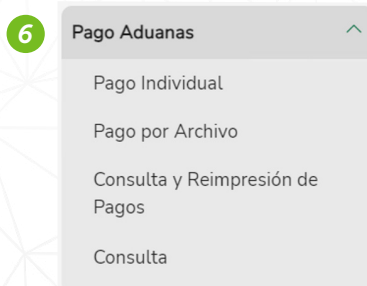 6
Pago Aduanas
Pago Individual
Pago por Archivo
Consulta y Reimpresión de
Pagos
Consulta